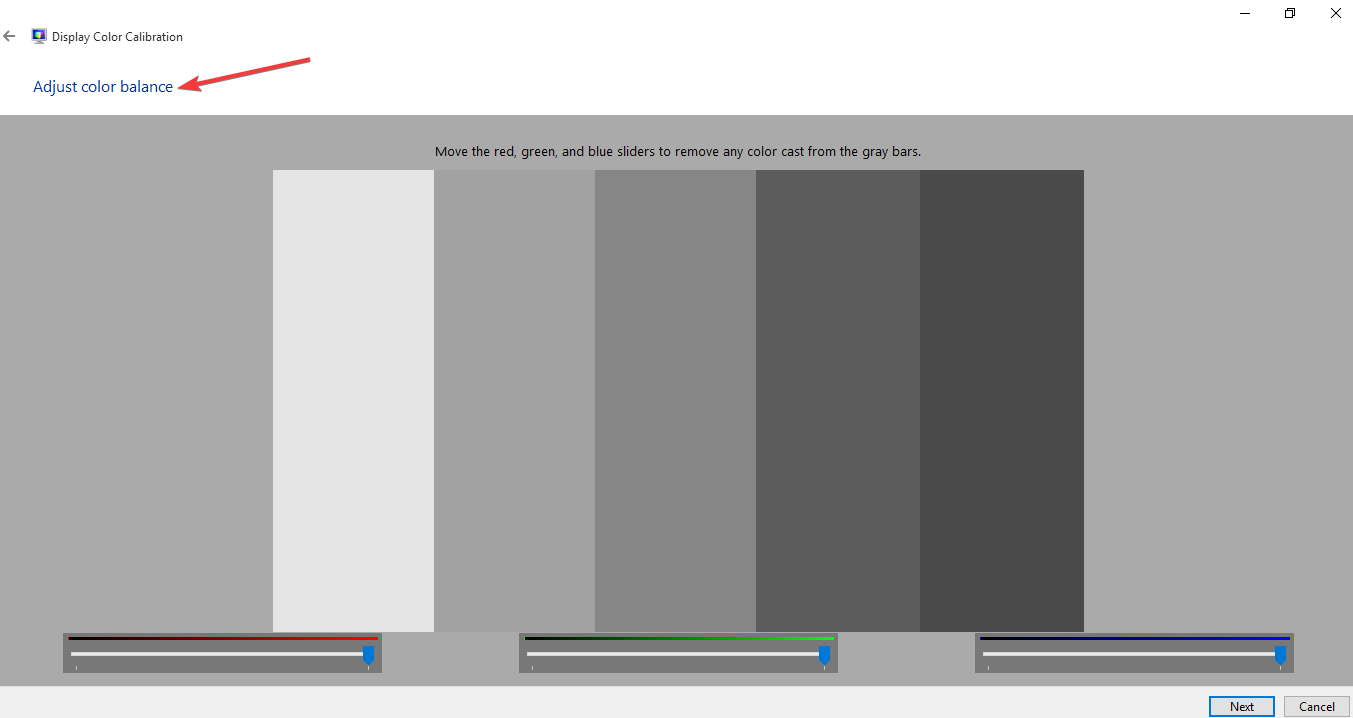 Display Color Calibration
Adjust color balance
Move the red, green, and blue sliders to remove any color cast from the gray bars.
Next Cancel